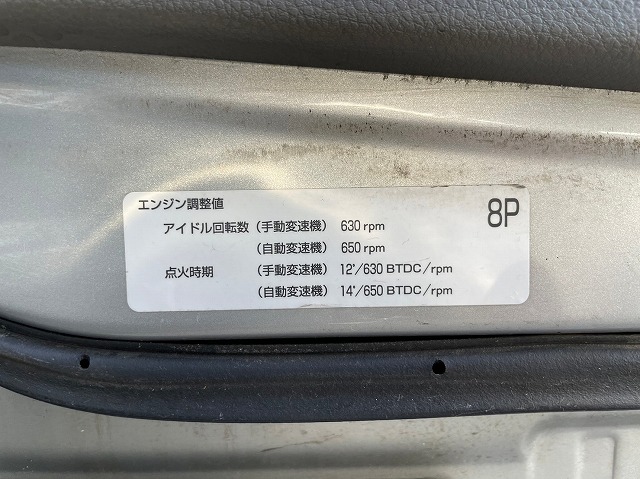 エンジン調整値
8P
アイドル回転数 (手動変速機) 630 rpm
(自動変速機) 650 rpm
点火時期 (手動変速機) 12°/630 BTDC/rpm
(自動変速機) 14°/650 BTDC/rpm